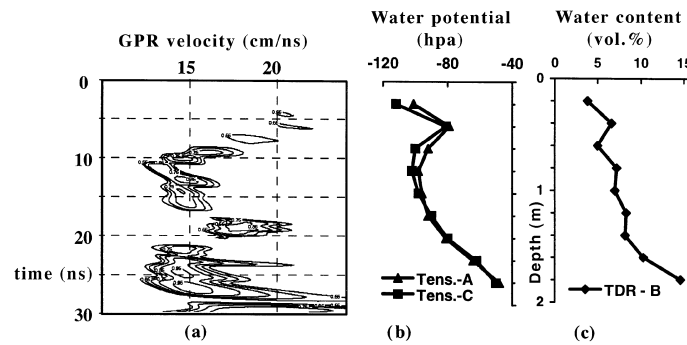 GPR velocity (cm/ns)
15 20
0
10
20
30
time (ns)
(a)
Water potential
(hpa)
-120 -80 -40
Tens.-A
Tens.-C
(b)
Water content
(vol.%)
0 5 10 15
0
1
2
Depth (m)
TDR - B
(c)